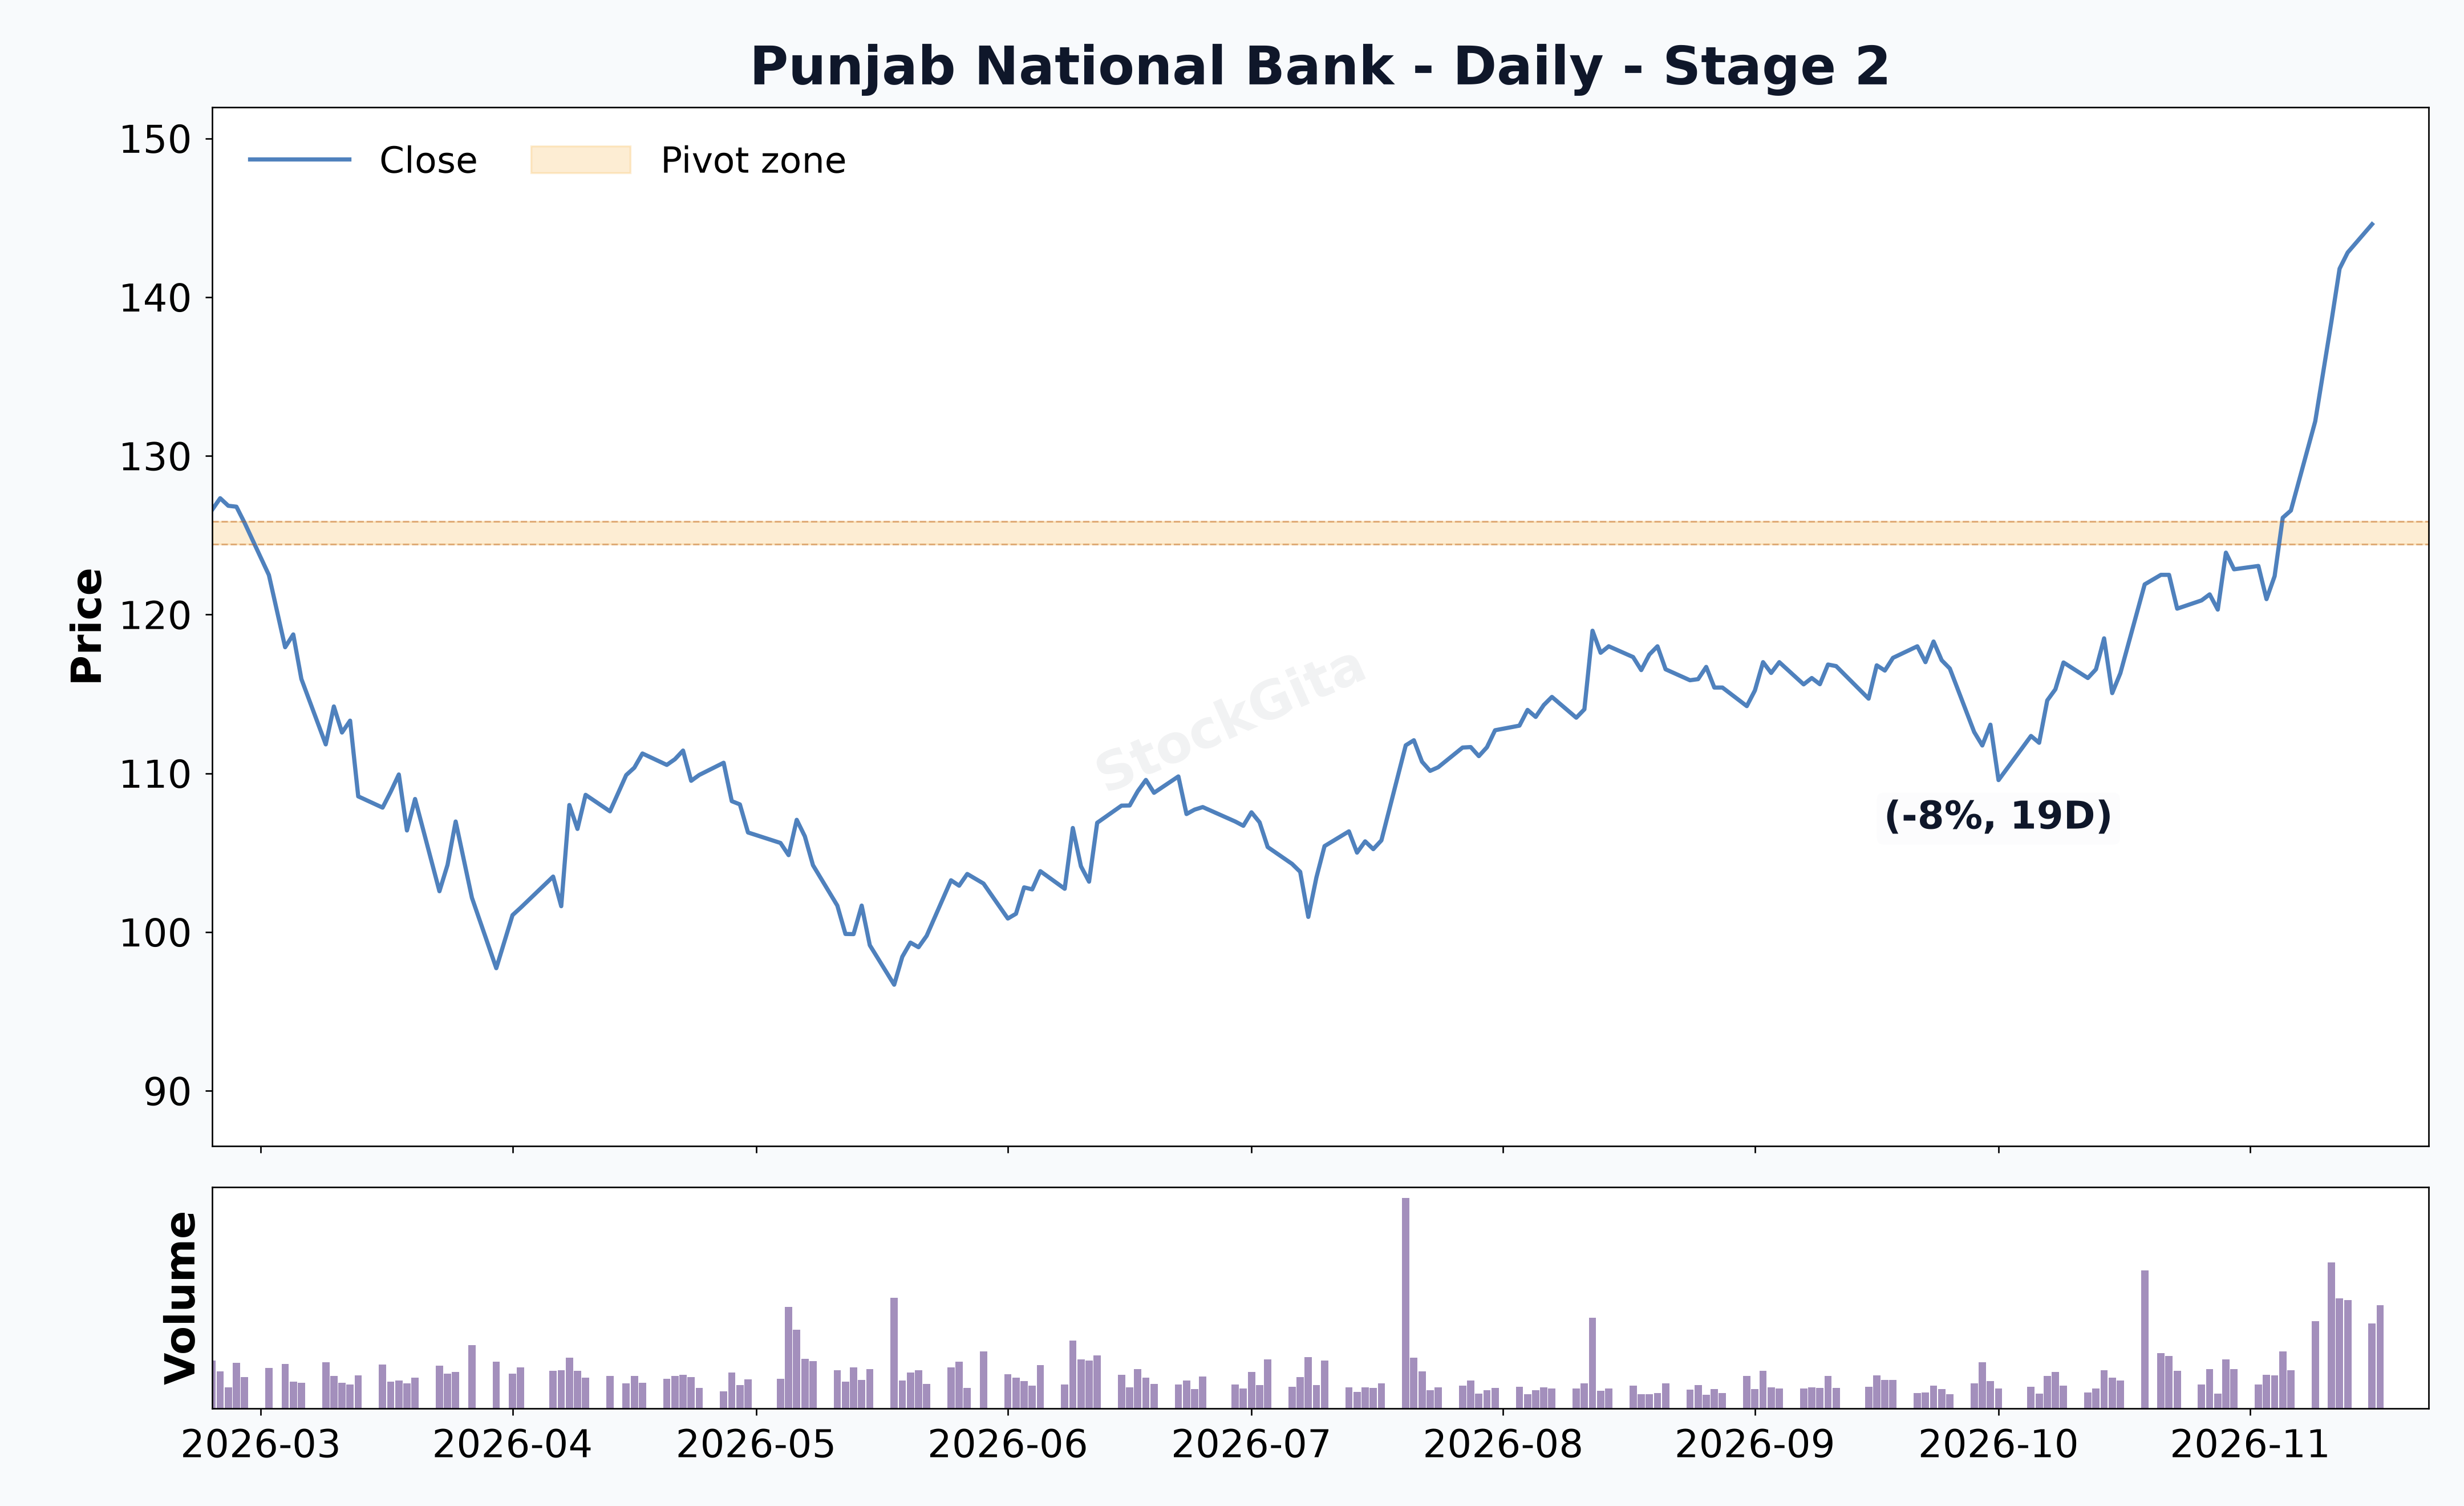 Punjab National Bank - Daily - Stage 2
Close
Pivot zone
150
140
130
120
110
100
90
Price
StockGita
(-8%, 19D)
Volume
2026-03
2026-04
2026-05
2026-06
2026-07
2026-08
2026-09
2026-10
2026-11